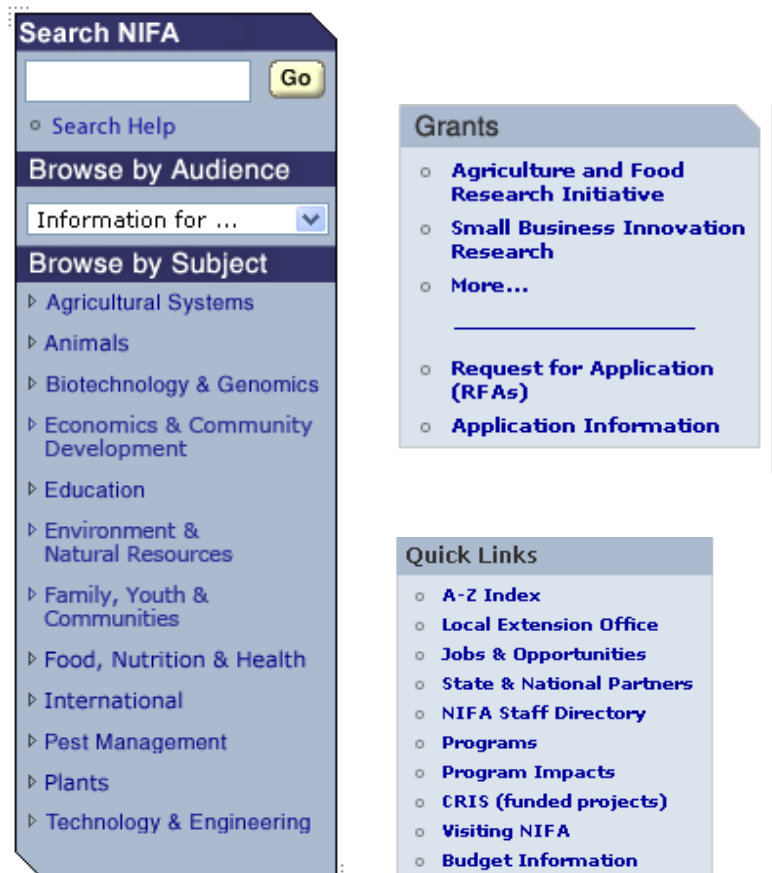 Search NIFA
Go
Search Help
Browse by Audience
Information for ...
Browse by Subject
Agricultural Systems
Animals
Biotechnology & Genomics
Economics & Community
Development
Education
Environment &
Natural Resources
Family, Youth &
Communities
Food, Nutrition & Health
International
Pest Management
Plants
Technology & Engineering
Grants
Agriculture and Food
Research Initiative
Small Business Innovation
Research
More...
Request for Application
(RFAs)
Application Information
Quick Links
A-Z Index
Local Extension Office
Jobs & Opportunities
State & National Partners
NIFA Staff Directory
Programs
Program Impacts
CRIS (funded projects)
Visiting NIFA
Budget Information